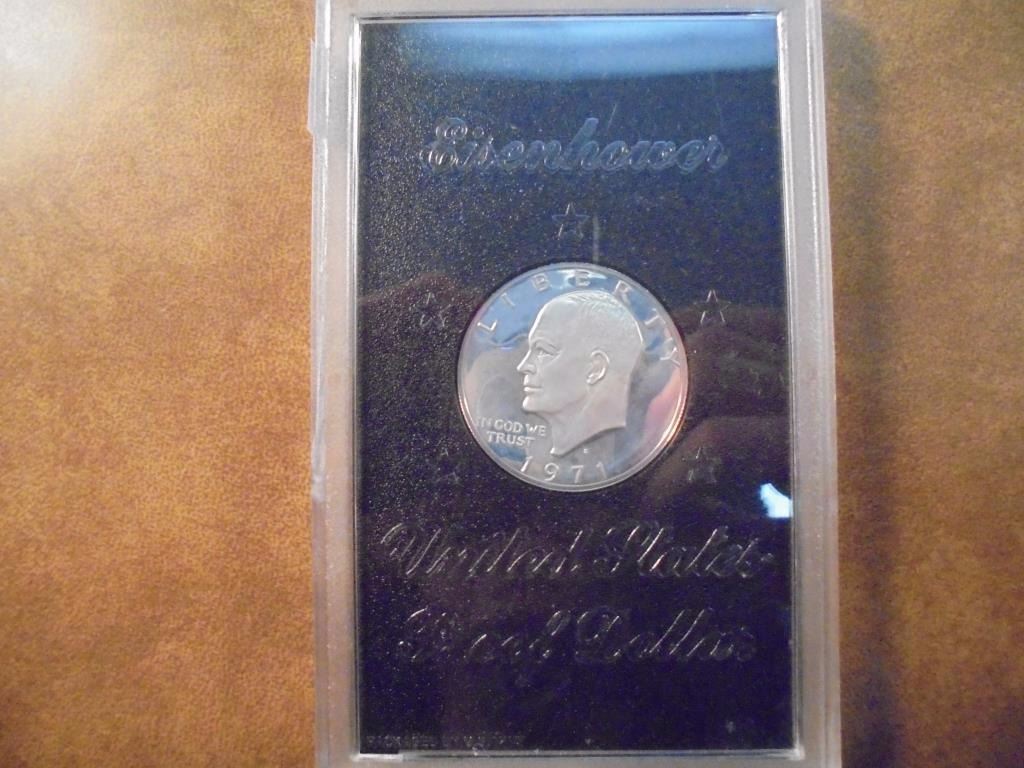 Eisenhower
LIBERTY
IN GOD WE
TRUST
S
1971
United States
Proof Dollar